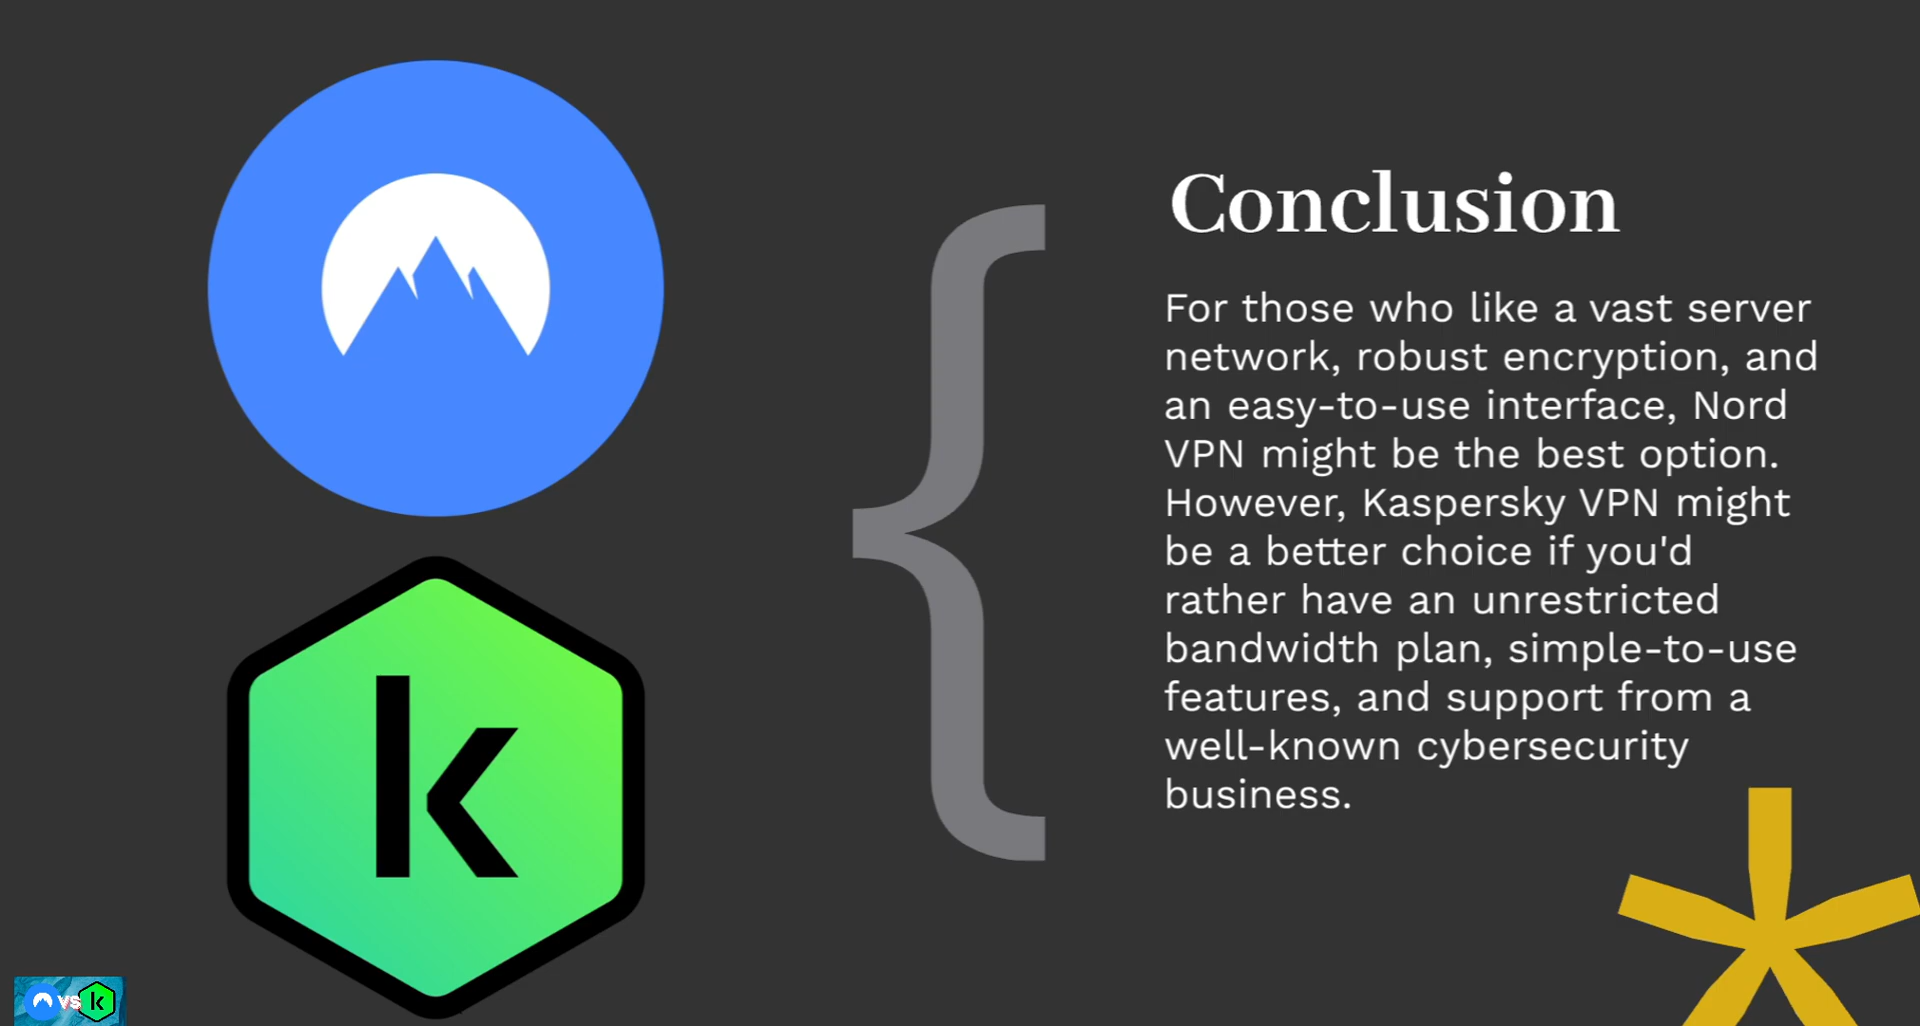 Conclusion
For those who like a vast server
network, robust encryption, and
an easy-to-use interface, Nord
VPN might be the best option.
However, Kaspersky VPN might
be a better choice if you'd
rather have an unrestricted
bandwidth plan, simple-to-use
features, and support from a
well-known cybersecurity
business.
k
VS k